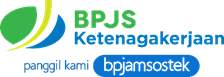 BPJS
Ketenagakerjaan
panggil kami bpjamsostek